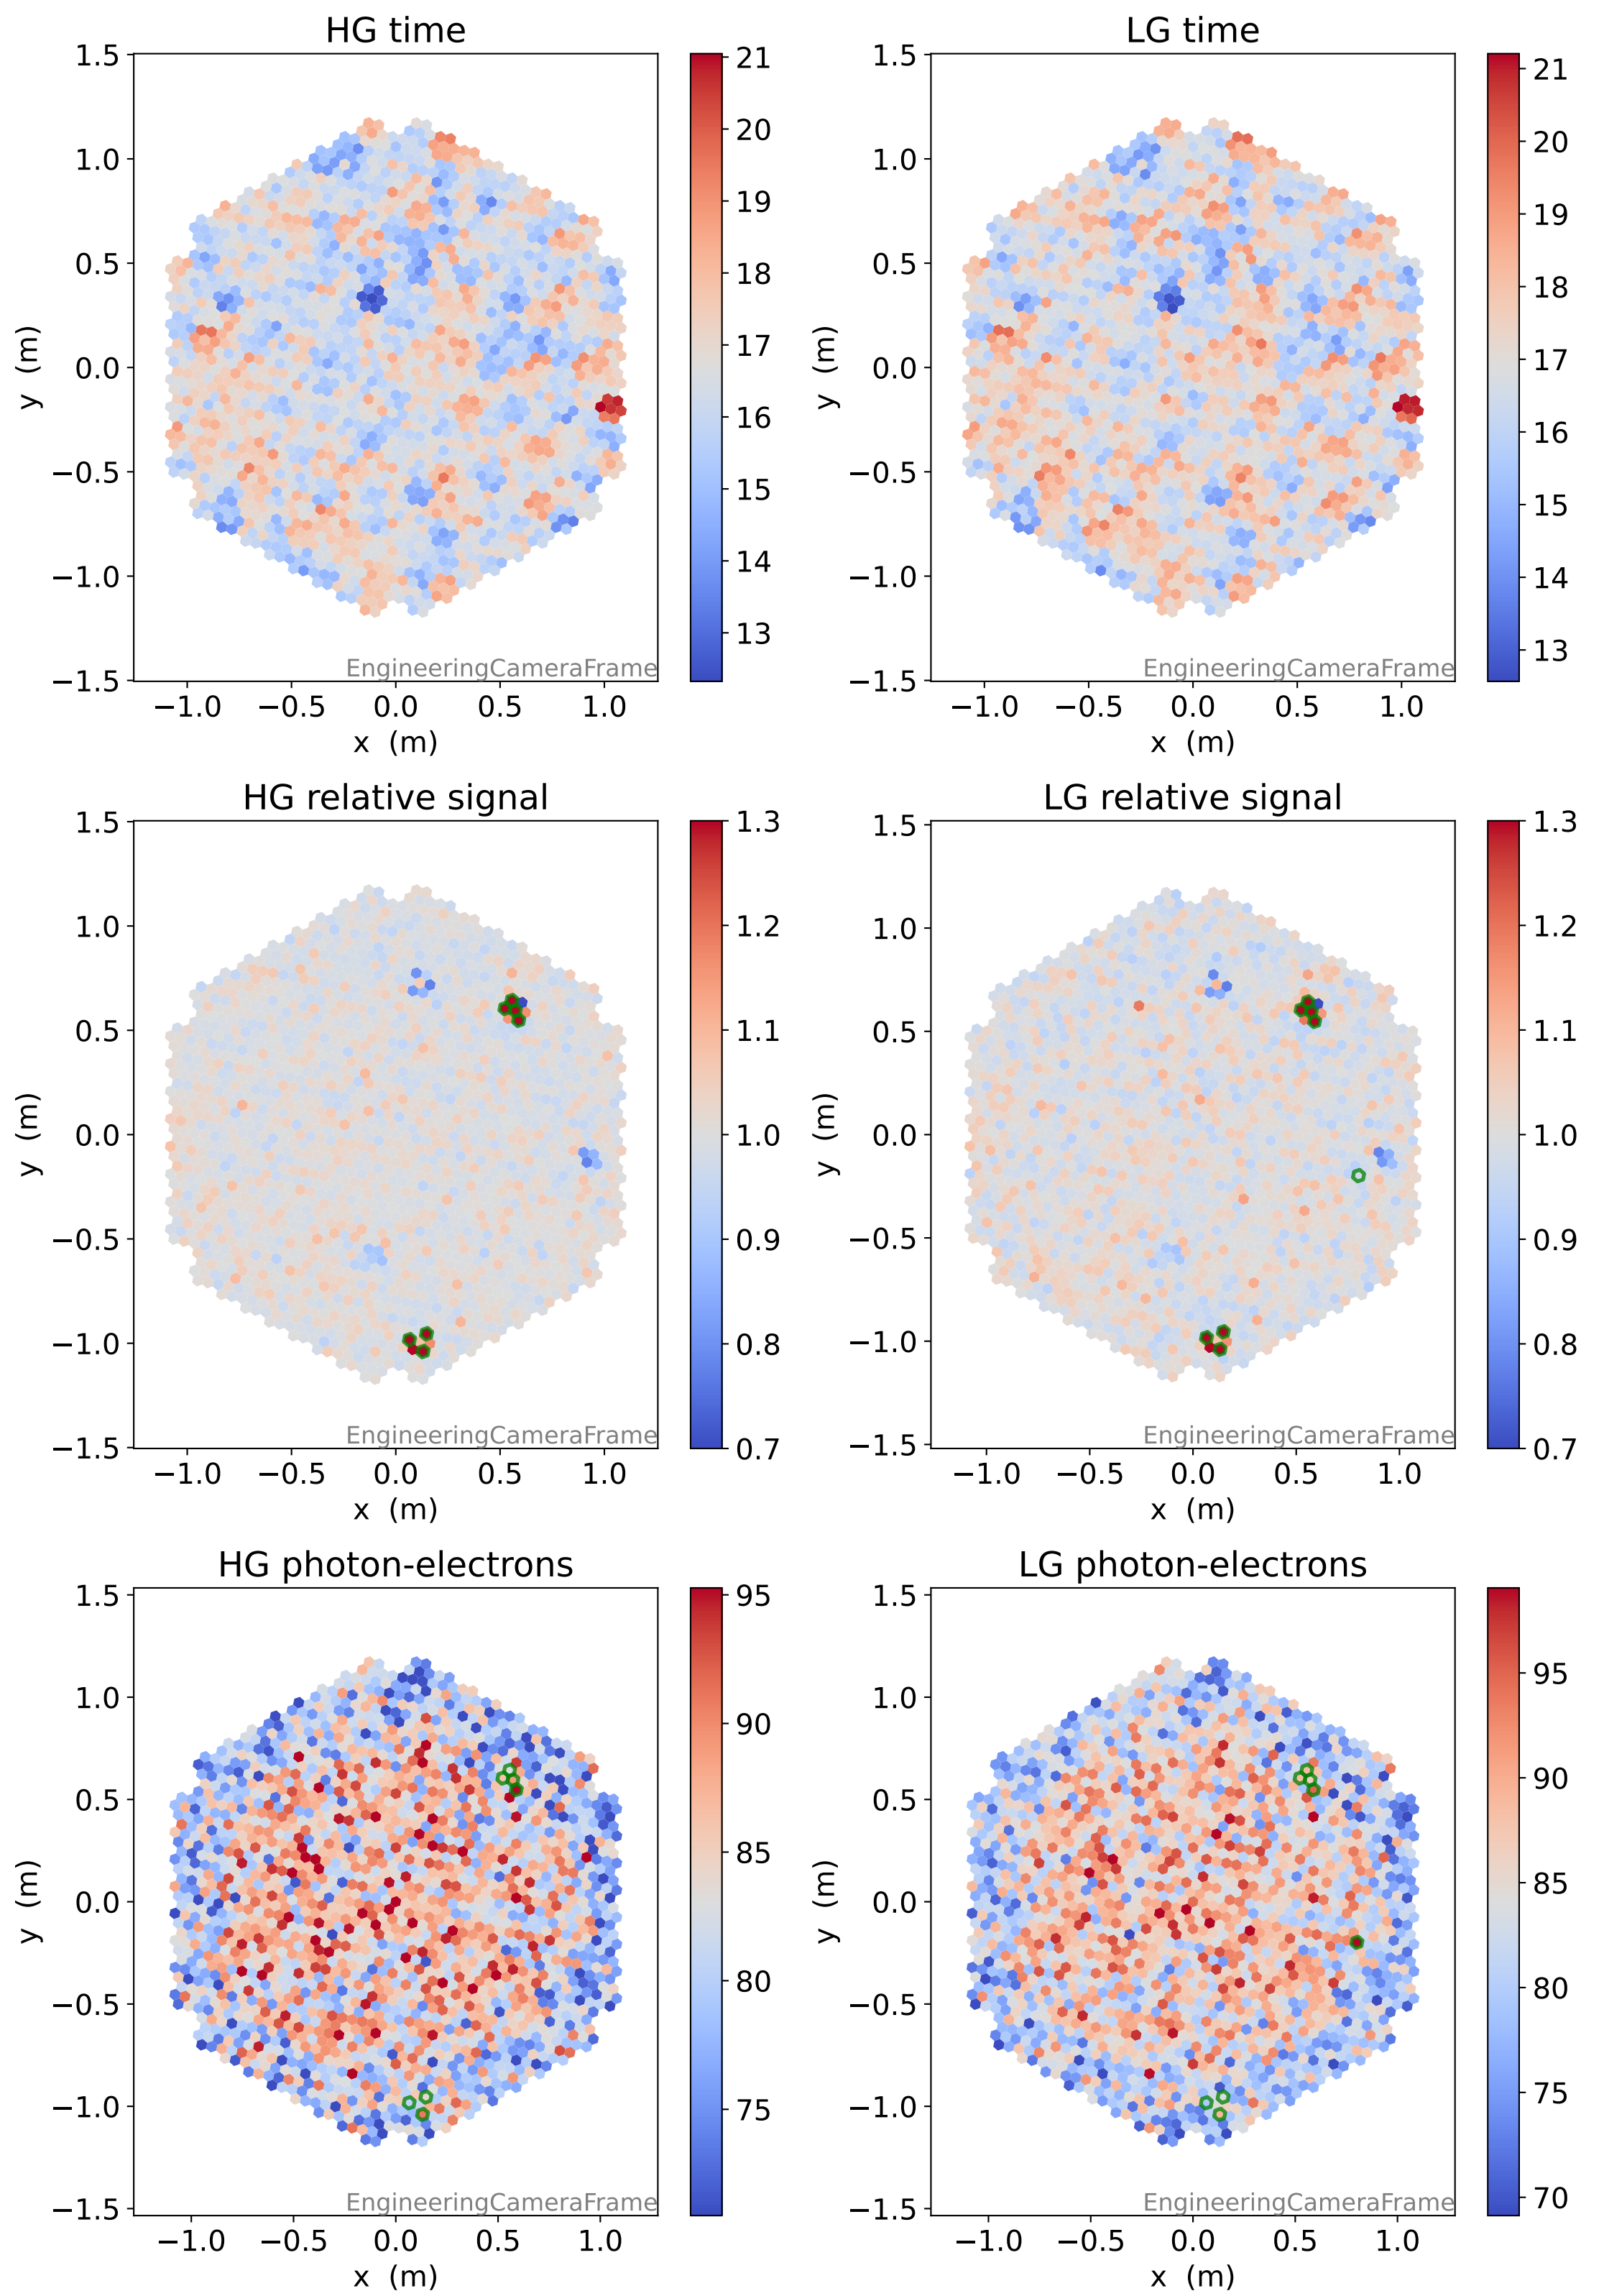 HG time
1.5
1.0
0.5
0.0
−0.5
−1.0
−1.5
y (m)
−1.0 −0.5 0.0 0.5 1.0
x (m)
EngineeringCameraFrame
21
20
19
18
17
16
15
14
13
LG time
1.5
1.0
0.5
0.0
−0.5
−1.0
−1.5
y (m)
−1.0 −0.5 0.0 0.5 1.0
x (m)
EngineeringCameraFrame
21
20
19
18
17
16
15
14
13
HG relative signal
1.5
1.0
0.5
0.0
−0.5
−1.0
−1.5
y (m)
−1.0 −0.5 0.0 0.5 1.0
x (m)
EngineeringCameraFrame
1.3
1.2
1.1
1.0
0.9
0.8
0.7
LG relative signal
1.5
1.0
0.5
0.0
−0.5
−1.0
−1.5
y (m)
−1.0 −0.5 0.0 0.5 1.0
x (m)
EngineeringCameraFrame
1.3
1.2
1.1
1.0
0.9
0.8
0.7
HG photon-electrons
1.5
1.0
0.5
0.0
−0.5
−1.0
−1.5
y (m)
−1.0 −0.5 0.0 0.5 1.0
x (m)
EngineeringCameraFrame
95
90
85
80
75
LG photon-electrons
1.5
1.0
0.5
0.0
−0.5
−1.0
−1.5
y (m)
−1.0 −0.5 0.0 0.5 1.0
x (m)
EngineeringCameraFrame
95
90
85
80
75
70